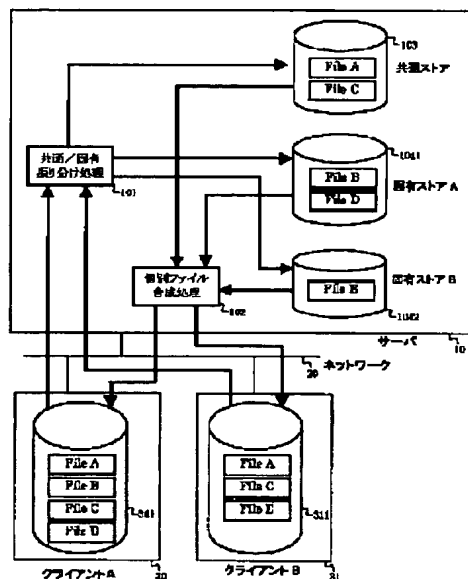 103
File A
共通ストア
File C
1041
共通/固有
振り分け処理
File B
固有ストア A
101
File D
個別ファイル
合成処理
固有ストア B
File E
102
1042
サーバ
10
20
ネットワーク
File A
File A
File B
File C
File C
File E
File D
341
311
クライアントA
30
クライアントB
31